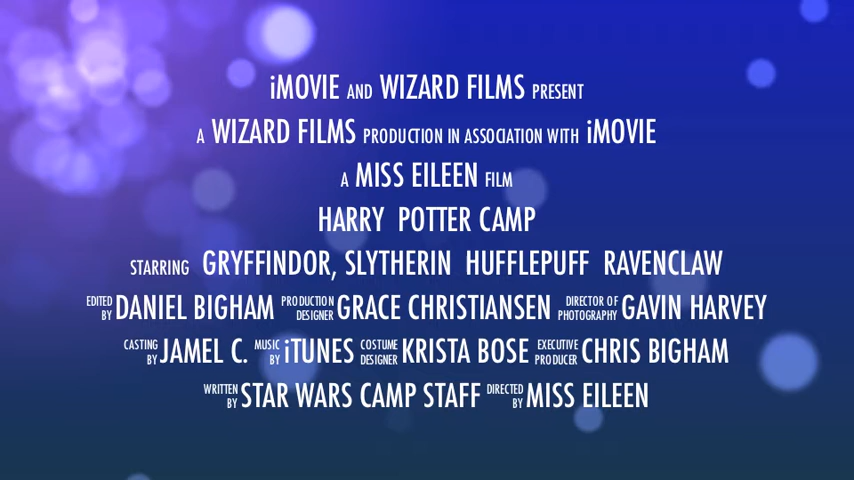 iMOVIE AND WIZARD FILMS PRESENT
A WIZARD FILMS PRODUCTION IN ASSOCIATION WITH iMOVIE
A MISS EILEEN FILM
HARRY POTTER CAMP
STARRING GRYFFINDOR, SLYTHERIN HUFFLEPUFF RAVENCLAW
EDITED BY DANIEL BIGHAM PRODUCTION DESIGNER GRACE CHRISTIANSEN DIRECTOR OF PHOTOGRAPHY GAVIN HARVEY
CASTING BY JAMEL C. MUSIC BY iTUNES COSTUME DESIGNER KRISTA BOSE EXECUTIVE PRODUCER CHRIS BIGHAM
WRITTEN BY STAR WARS CAMP STAFF DIRECTED BY MISS EILEEN